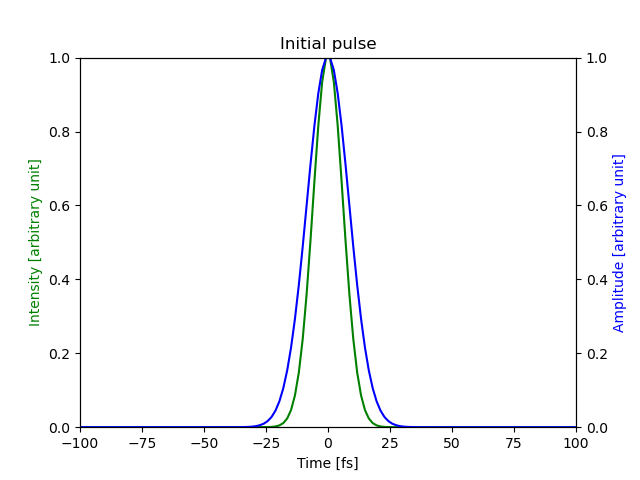 Initial pulse
1.0
0.8
0.6
0.4
0.2
0.0
Intensity [arbitrary unit]
1.0
0.8
0.6
0.4
0.2
0.0
Amplitude [arbitrary unit]
−100 −75 −50 −25 0 25 50 75 100
Time [fs]